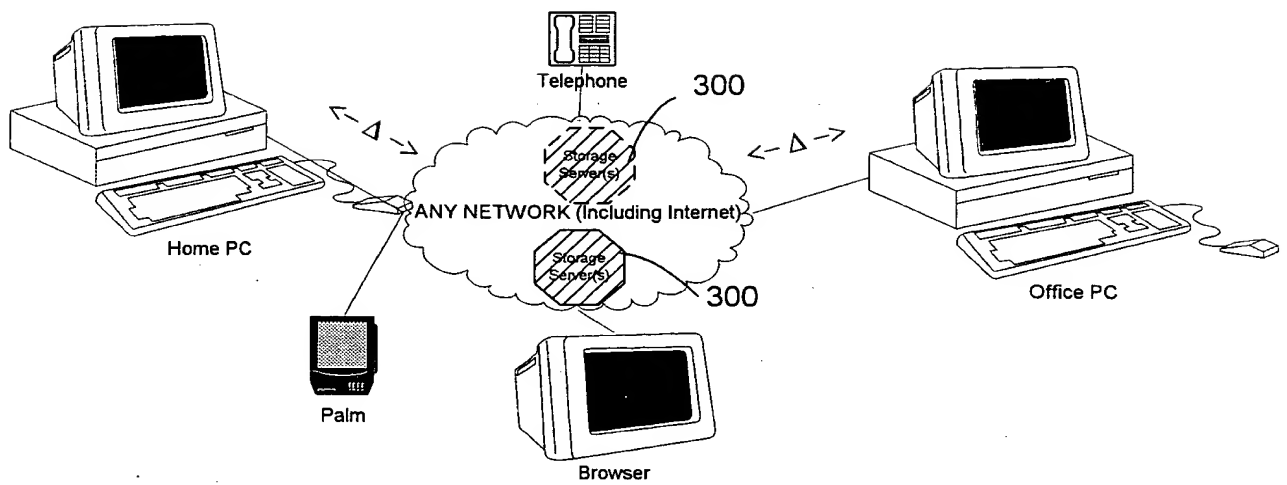 Telephone
300
<-- Δ -->
<-- Δ -->
Storage
Server(s)
ANY NETWORK (Including Internet)
Home PC
Storage
Server(s)
300
Office PC
Palm
Browser